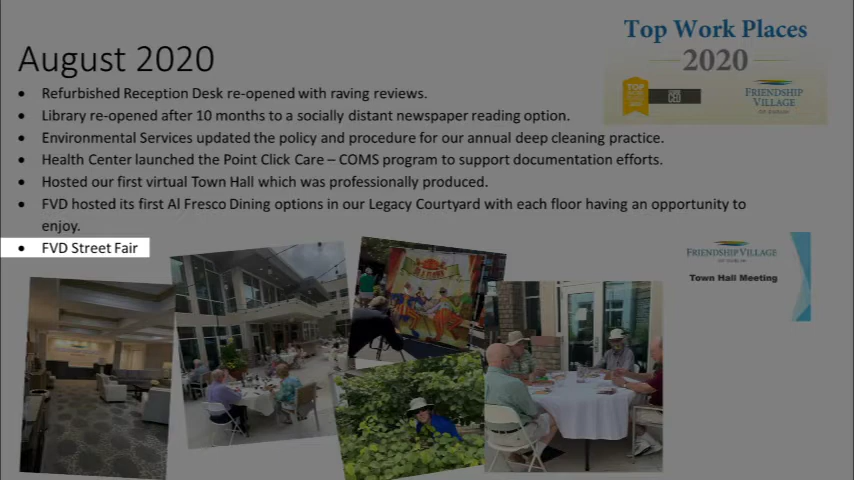 Top Work Places
2020
August 2020
TOP
CEO
FRIENDSHIP
VILLAGE
• Refurbished Reception Desk re-opened with raving reviews.
• Library re-opened after 10 months to a socially distant newspaper reading option.
• Environmental Services updated the policy and procedure for our annual deep cleaning practice.
• Health Center launched the Point Click Care – COMS program to support documentation efforts.
• Hosted our first virtual Town Hall which was professionally produced.
• FVD hosted its first Al Fresco Dining options in our Legacy Courtyard with each floor having an opportunity to
enjoy.
• FVD Street Fair
FRIENDSHIP VILLAGE
Town Hall Meeting